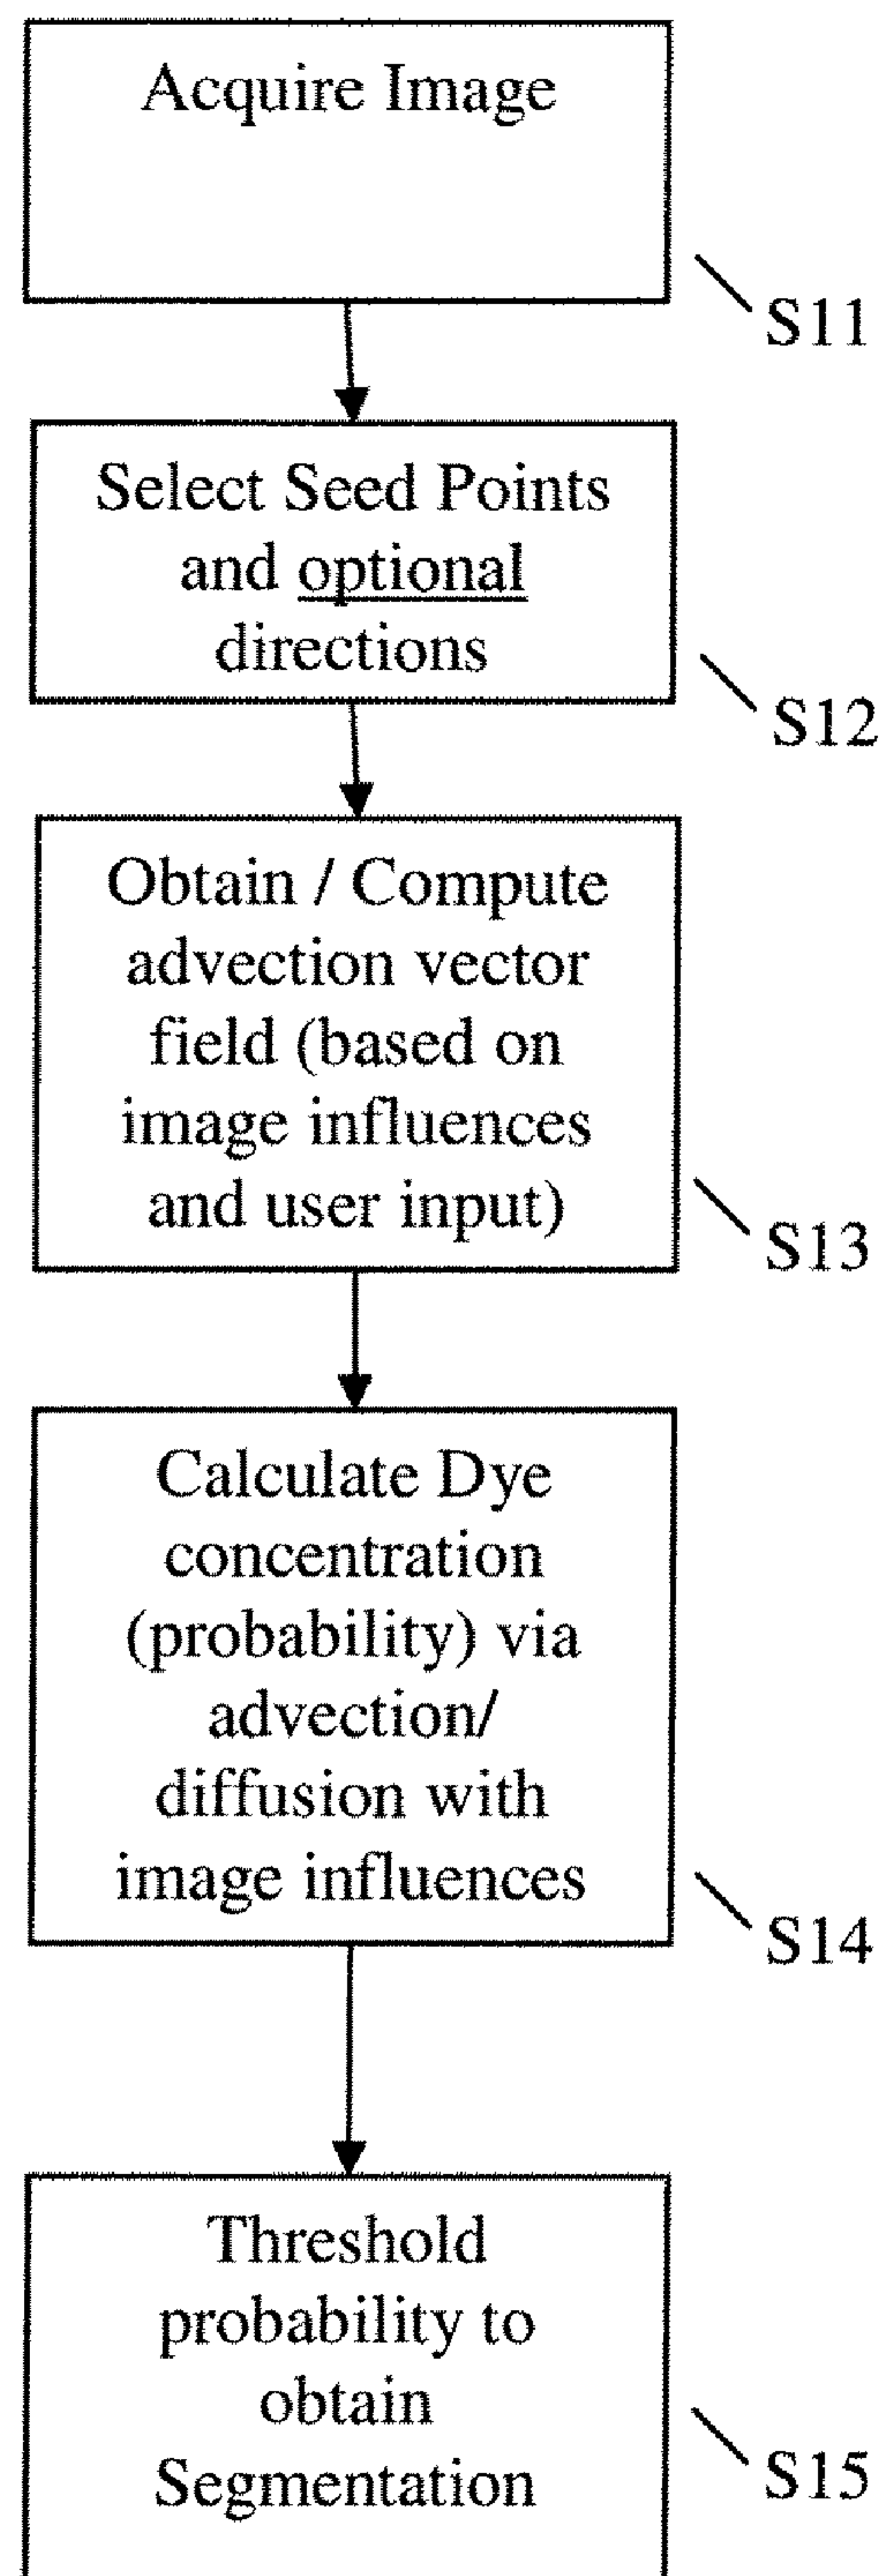 Acquire Image
S11
Select Seed Points
and optional
directions
S12
Obtain / Compute
advection vector
field (based on
image influences
and user input)
S13
Calculate Dye
concentration
(probability) via
advection/
diffusion with
image influences
S14
Threshold
probability to
obtain
Segmentation
S15